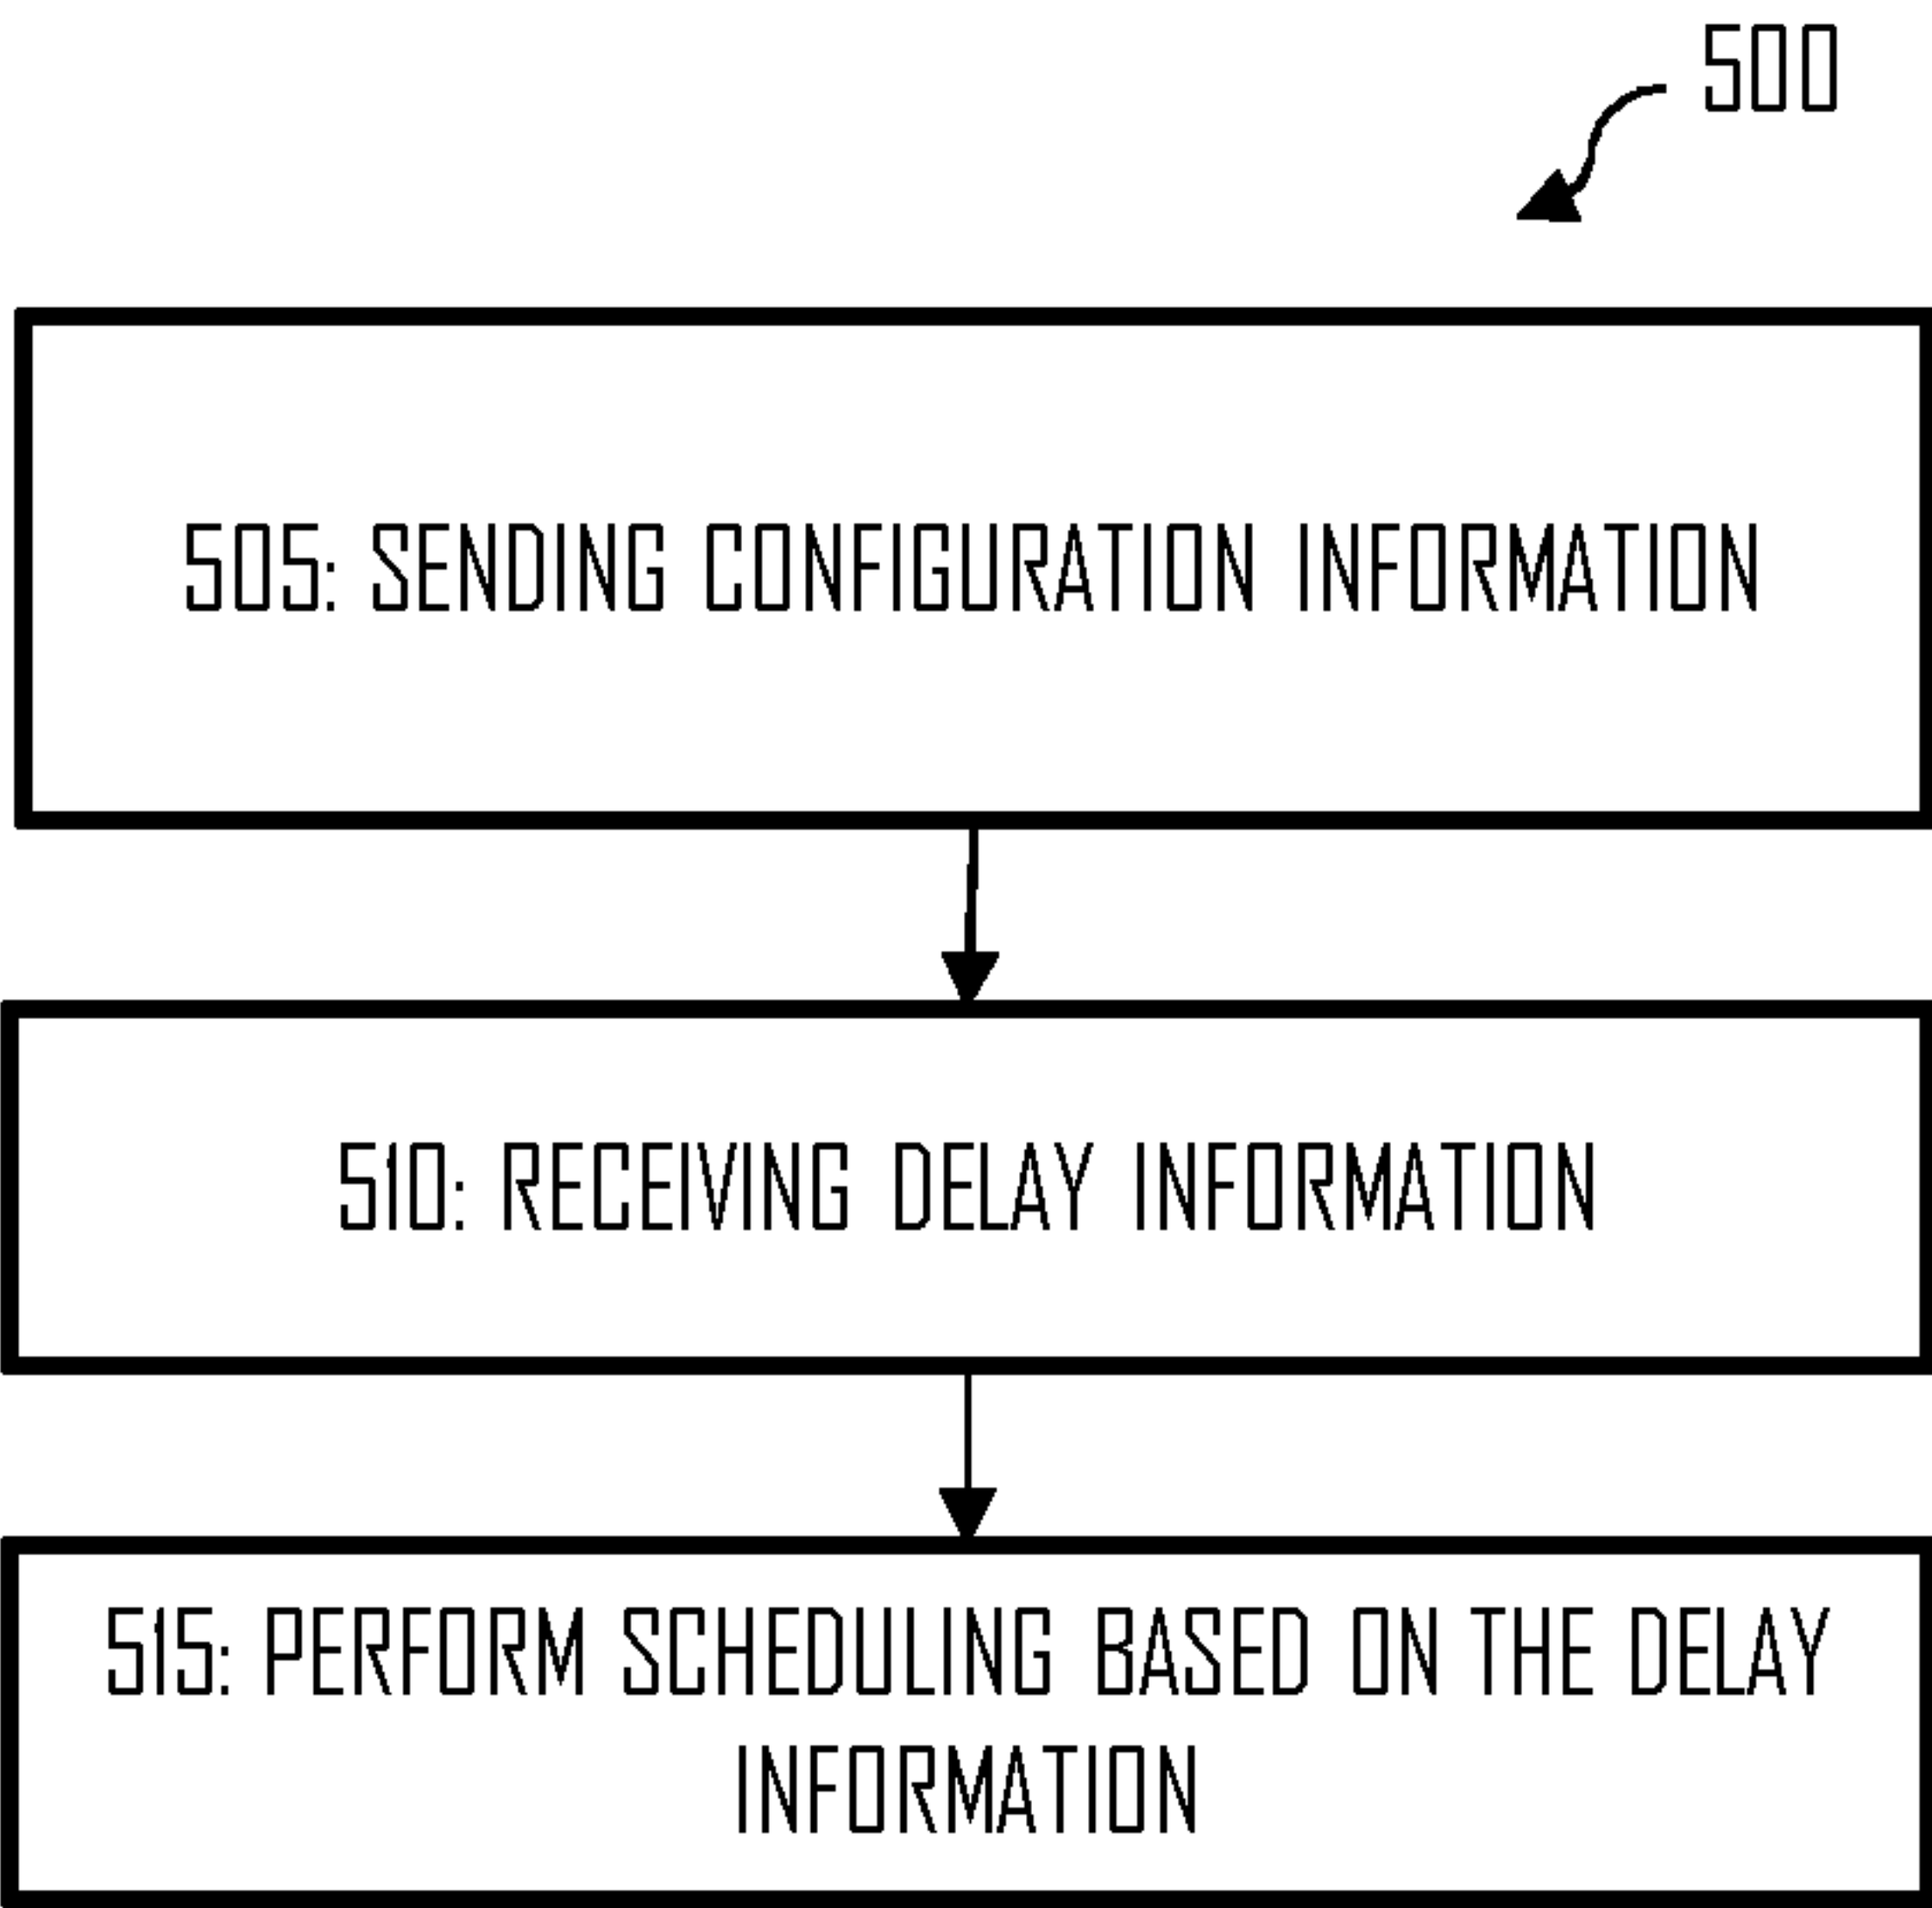 500
505: SENDING CONFIGURATION INFORMATION
510: RECEIVING DELAY INFORMATION
515: PERFORM SCHEDULING BASED ON THE DELAY
INFORMATION